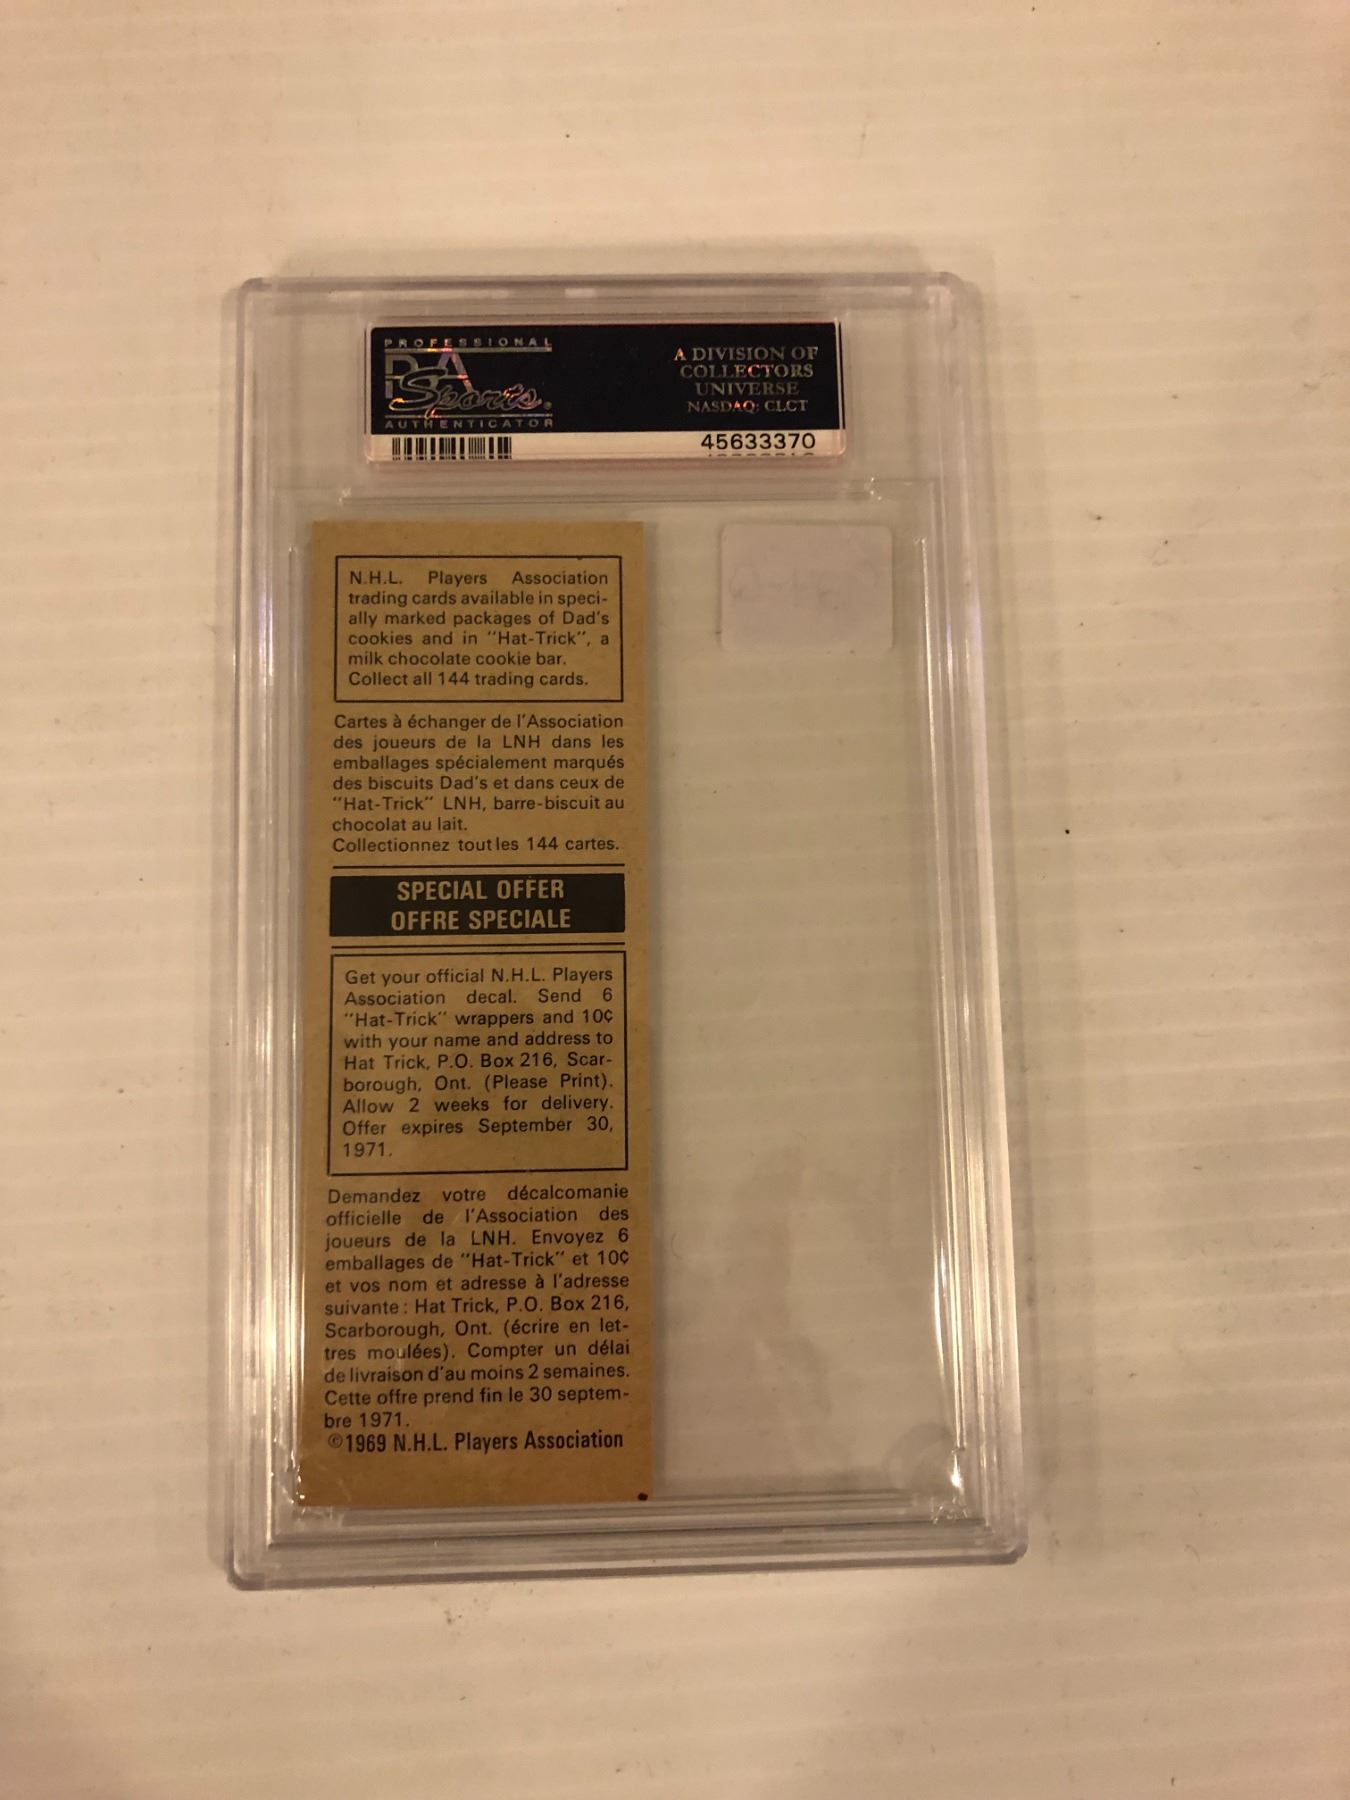 PROFESSIONAL
PSA
Sports
AUTHENTICATOR
A DIVISION OF
COLLECTORS
UNIVERSE
NASDAQ: CLCT
45633370
N.H.L. Players Association
trading cards available in speci-
ally marked packages of Dad's
cookies and in "Hat-Trick", a
milk chocolate cookie bar.
Collect all 144 trading cards.
Cartes à échanger de l'Association
des joueurs de la LNH dans les
emballages spécialement marqués
des biscuits Dad's et dans ceux de
"Hat-Trick" LNH, barre-biscuit au
chocolat au lait.
Collectionnez tout les 144 cartes.
SPECIAL OFFER
OFFRE SPECIALE
Get your official N.H.L. Players
Association decal. Send 6
"Hat-Trick" wrappers and 10¢
with your name and address to
Hat Trick, P.O. Box 216, Scar-
borough, Ont. (Please Print).
Allow 2 weeks for delivery.
Offer expires September 30,
1971.
Demandez votre décalcomanie
officielle de l'Association des
joueurs de la LNH. Envoyez 6
emballages de "Hat-Trick" et 10¢
et vos nom et adresse à l'adresse
suivante : Hat Trick, P.O. Box 216,
Scarborough, Ont. (écrire en let-
tres moulées). Compter un délai
de livraison d'au moins 2 semaines.
Cette offre prend fin le 30 septem-
bre 1971.
©1969 N.H.L. Players Association